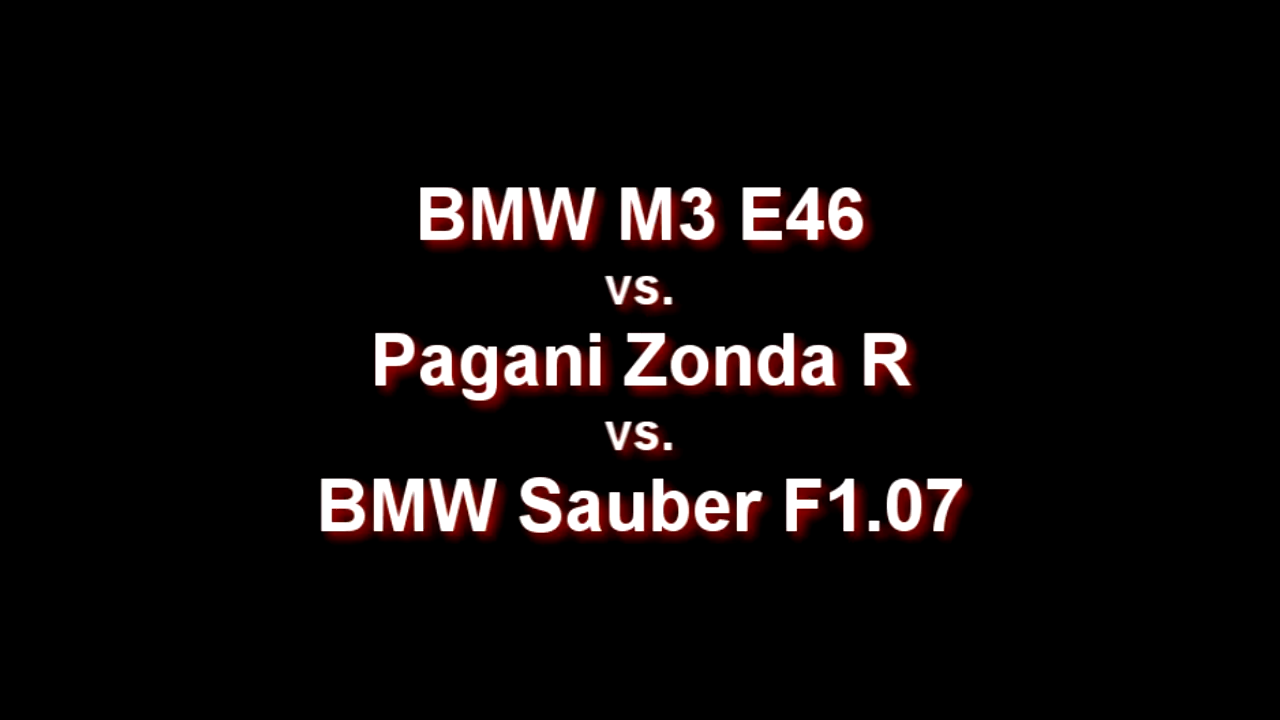 BMW M3 E46
vs.
Pagani Zonda R
vs.
BMW Sauber F1.07